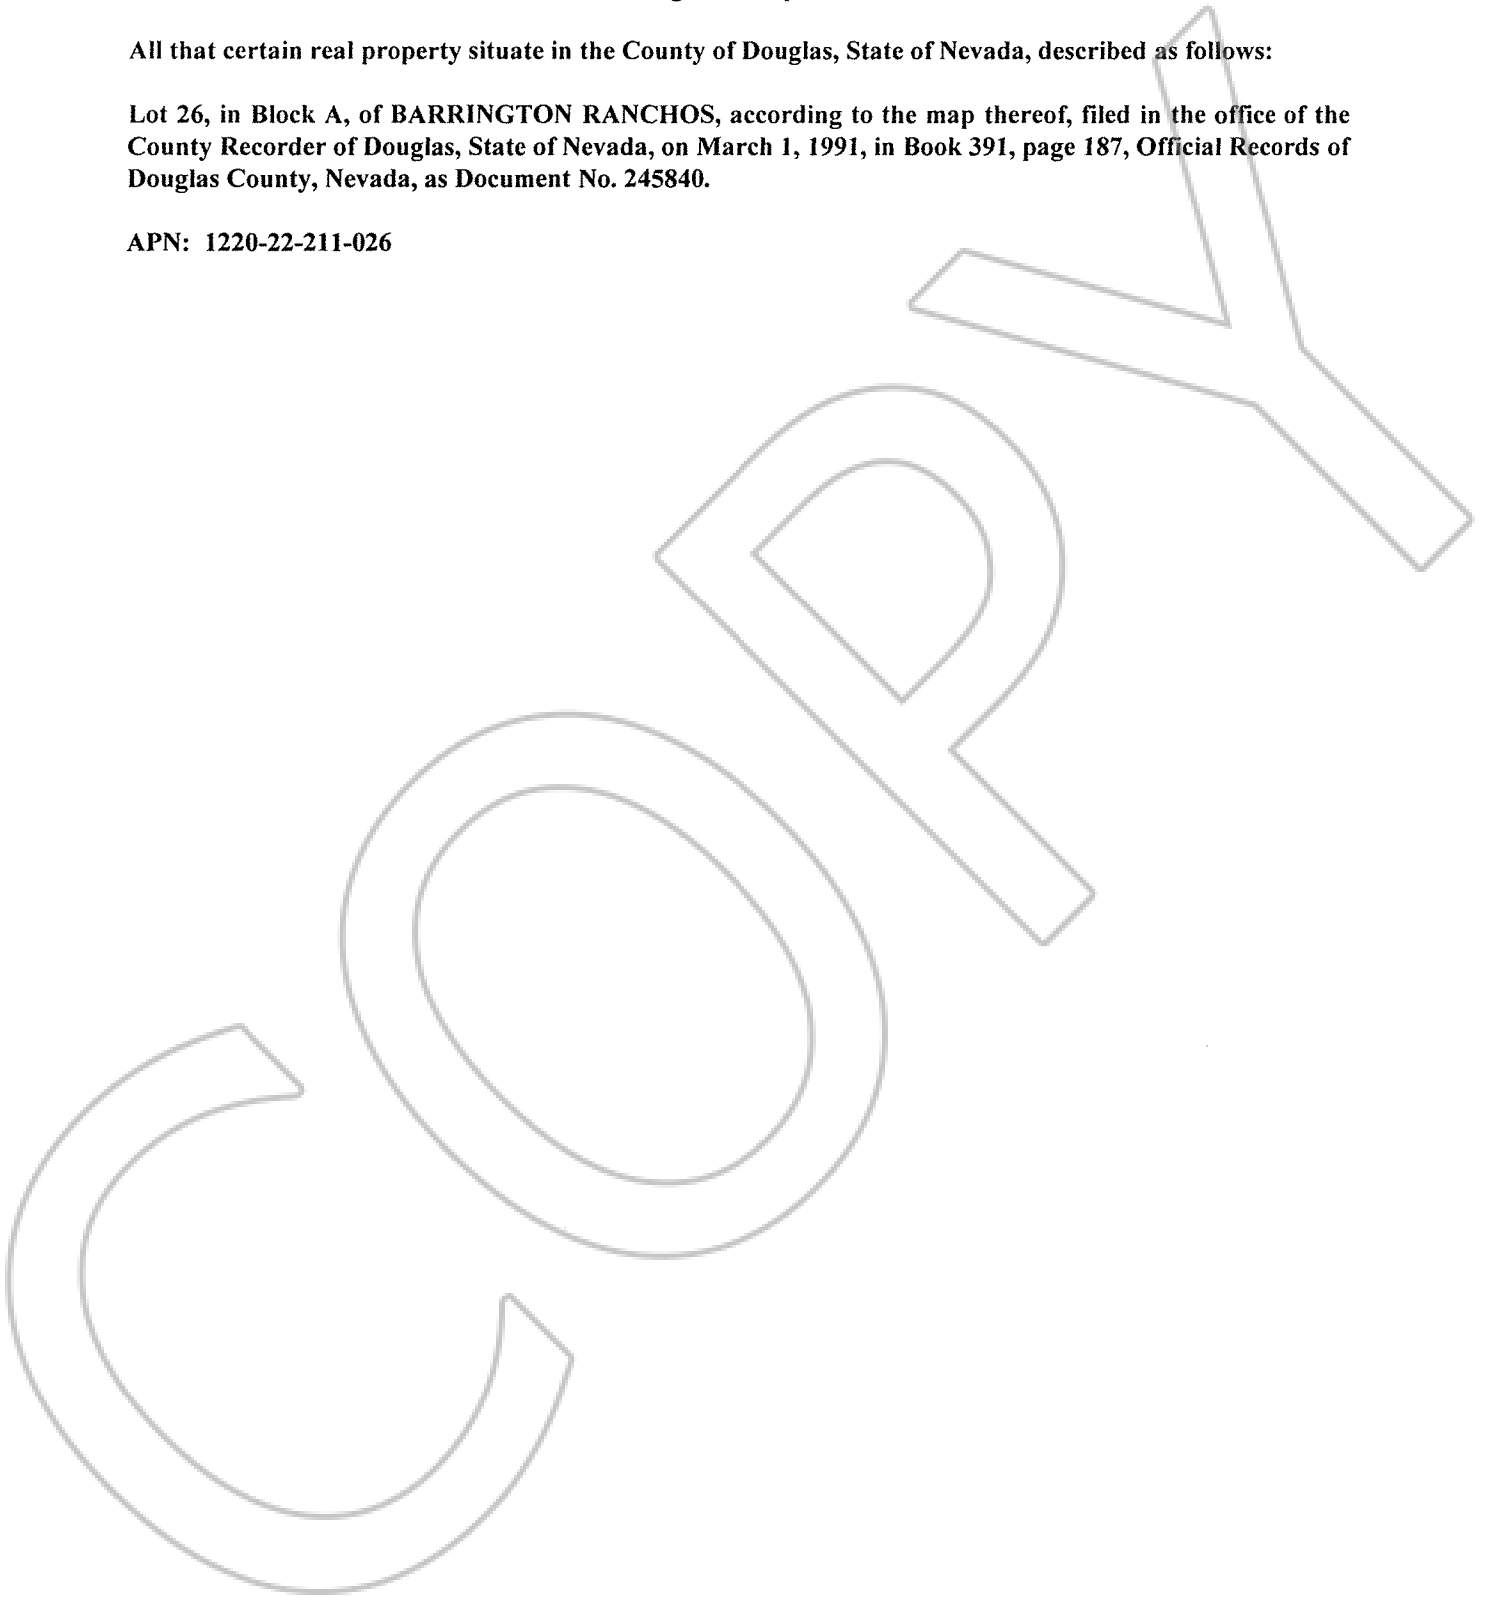 All that certain real property situate in the County of Douglas, State of Nevada, described as follows:
Lot 26, in Block A, of BARRINGTON RANCHOS, according to the map thereof, filed in the office of the
County Recorder of Douglas, State of Nevada, on March 1, 1991, in Book 391, page 187, Official Records of
Douglas County, Nevada, as Document No. 245840.
APN: 1220-22-211-026
COPY